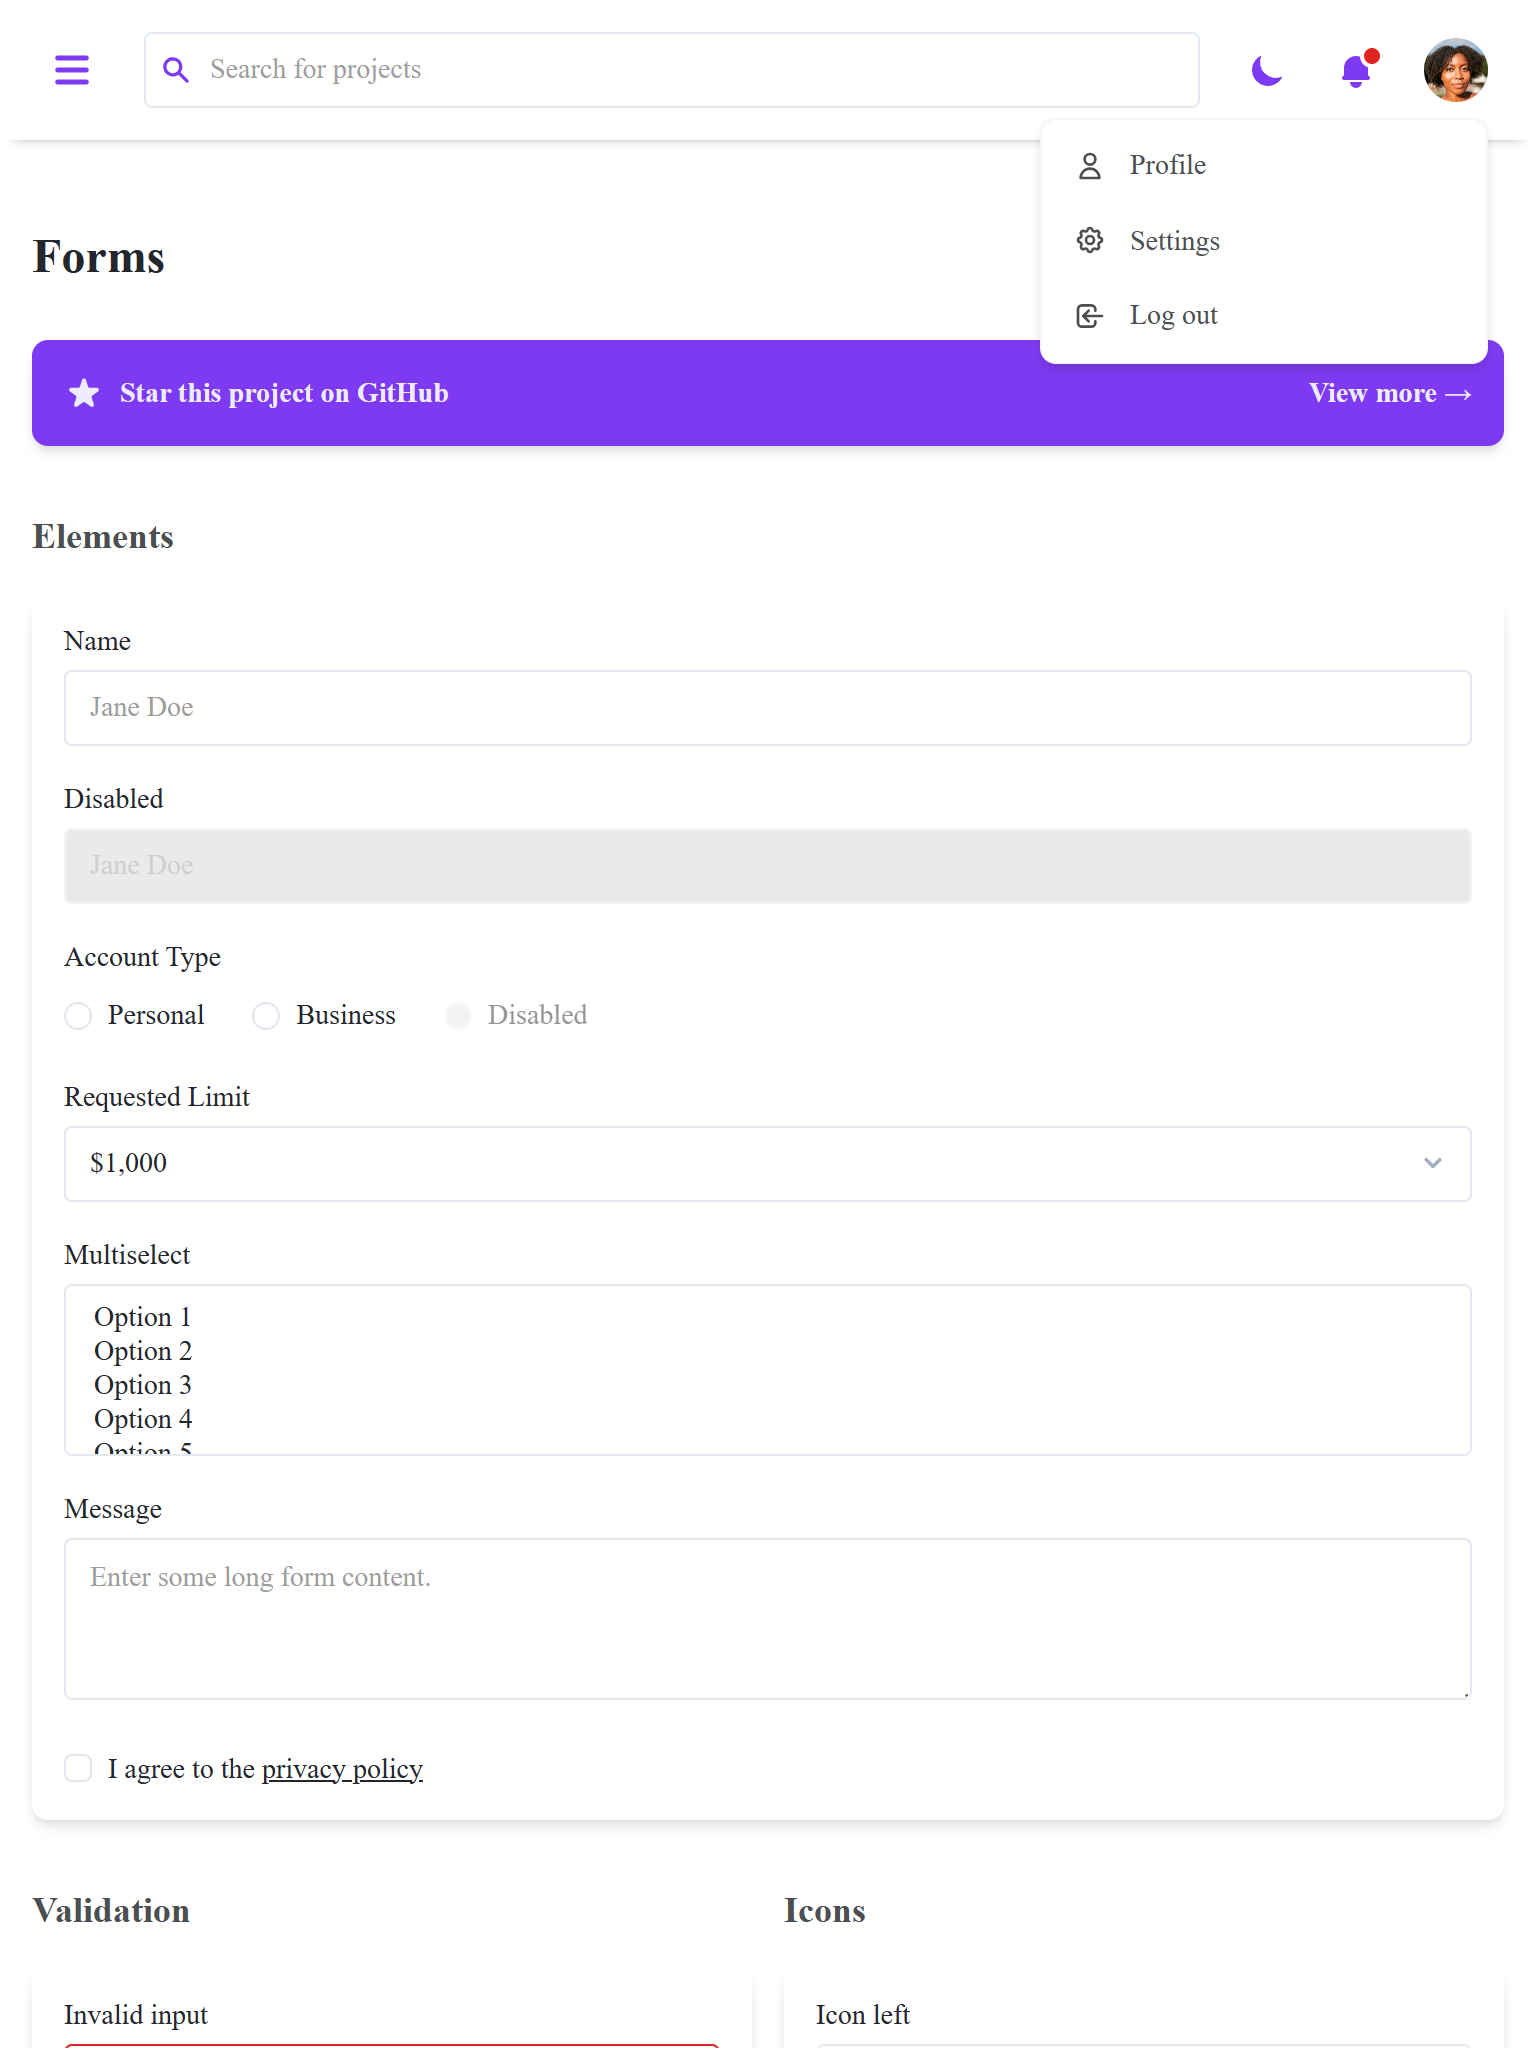 Search for projects
Profile
Settings
Log out
Forms
Star this project on GitHub
View more →
Elements
Name
Jane Doe
Disabled
Jane Doe
Account Type
Personal
Business
Disabled
Requested Limit
$1,000
Multiselect
Option 1
Option 2
Option 3
Option 4
Option 5
Message
Enter some long form content.
I agree to the privacy policy
Validation
Icons
Invalid input
Icon left